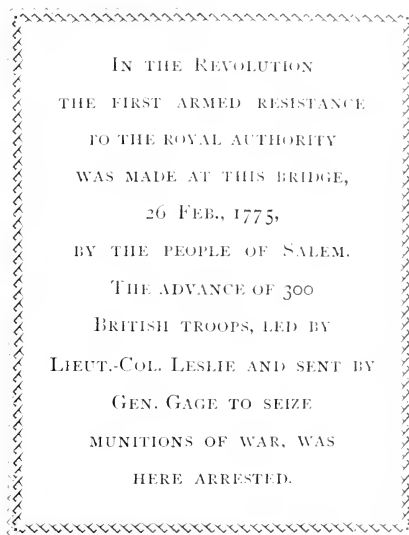 In the Revolution
the first armed resistance
to the royal authority
was made at this bridge,
26 Feb., 1775,
by the people of Salem.
The advance of 300
British troops, led by
Lieut.-Col. Leslie and sent by
Gen. Gage to seize
munitions of war, was
here arrested.